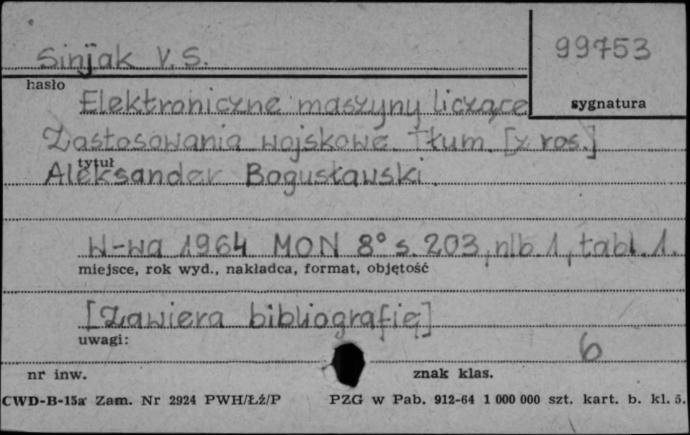 Sinjak V. S.
99753
hasło
sygnatura
Elektroniczne maszyny liczące
Zastosowania wojskowe. Tłum. [z ros.]
tytuł
Aleksander Bogusławski.
W-wa 1964 MON 8° s. 203, nlb. 1, tabl. 1.
miejsce, rok wyd., nakładca, format, objętość
[Zawiera bibliografię]
uwagi:
6
nr inw.
znak klas.
CWD-B-15a Zam. Nr 2924 PWH/Łź/P PZG w Pab. 912-64 1 000 000 szt. kart. b. kl. 5.